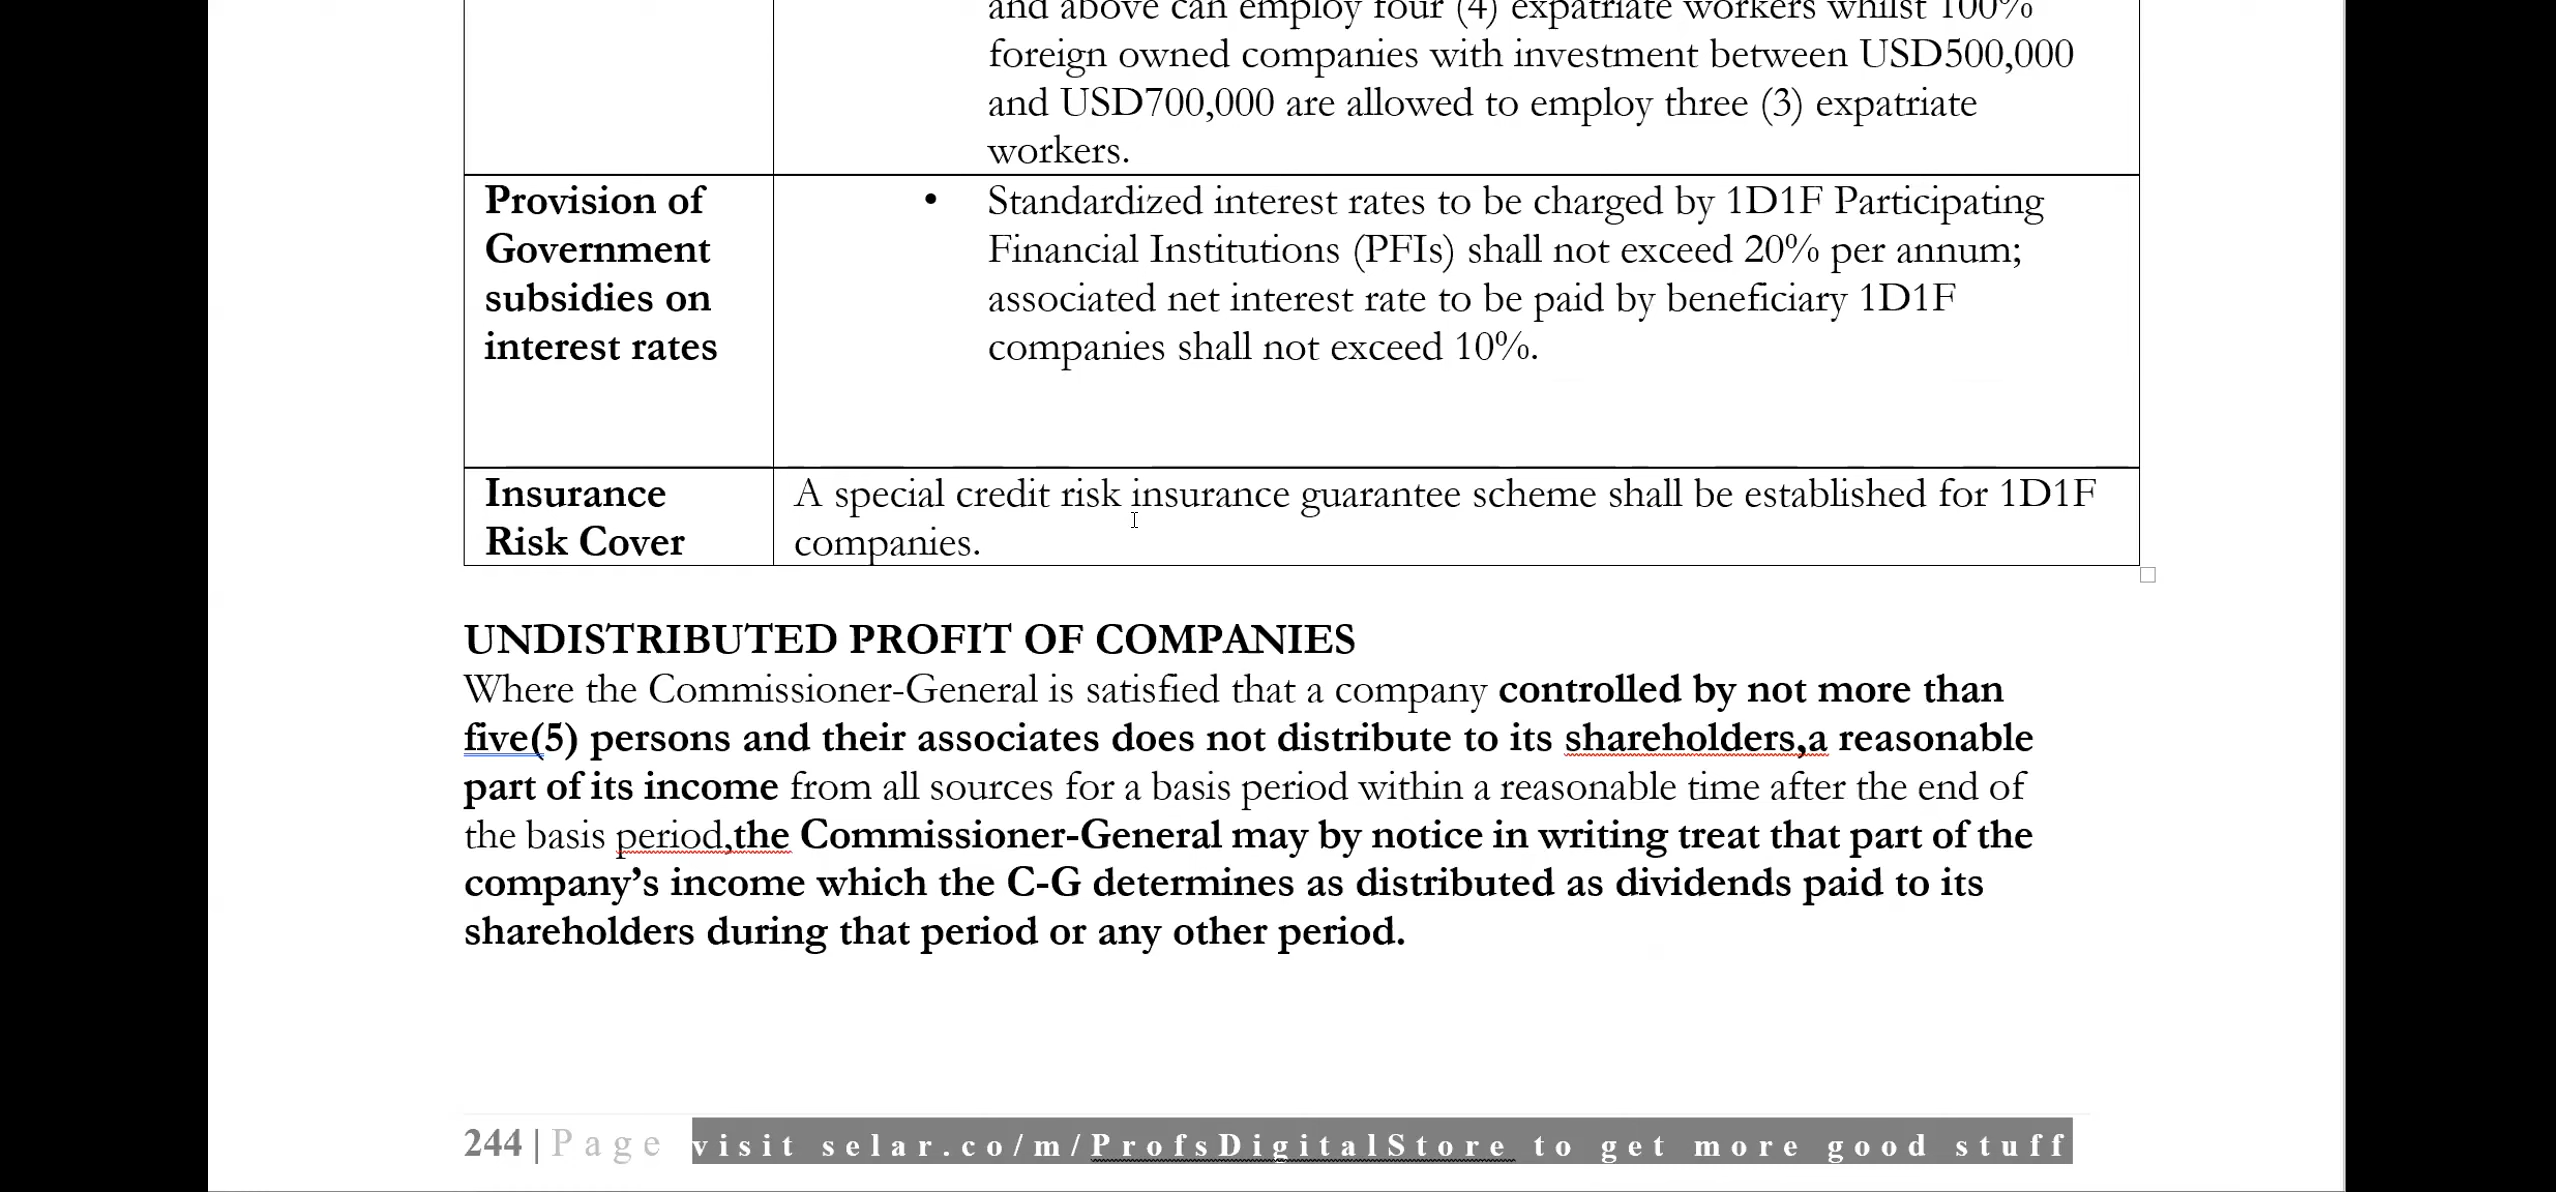 and above can employ four (4) expatriate workers whilst 100%
foreign owned companies with investment between USD500,000
and USD700,000 are allowed to employ three (3) expatriate
workers.
Provision of
Government
subsidies on
interest rates
• Standardized interest rates to be charged by 1D1F Participating
Financial Institutions (PFIs) shall not exceed 20% per annum;
associated net interest rate to be paid by beneficiary 1D1F
companies shall not exceed 10%.
Insurance
Risk Cover
A special credit risk insurance guarantee scheme shall be established for 1D1F
companies.
UNDISTRIBUTED PROFIT OF COMPANIES
Where the Commissioner-General is satisfied that a company controlled by not more than
five(5) persons and their associates does not distribute to its shareholders,a reasonable
part of its income from all sources for a basis period within a reasonable time after the end of
the basis period,the Commissioner-General may by notice in writing treat that part of the
company’s income which the C-G determines as distributed as dividends paid to its
shareholders during that period or any other period.
244 | Page visit selar.co/m/ProfsDigitalStore to get more good stuff